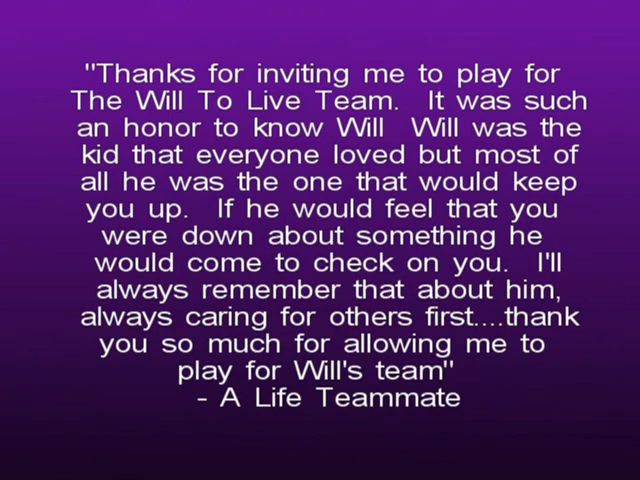 "Thanks for inviting me to play for
The Will To Live Team. It was such
an honor to know Will Will was the
kid that everyone loved but most of
all he was the one that would keep
you up. If he would feel that you
were down about something he
would come to check on you. I'll
always remember that about him,
always caring for others first....thank
you so much for allowing me to
play for Will's team"
- A Life Teammate